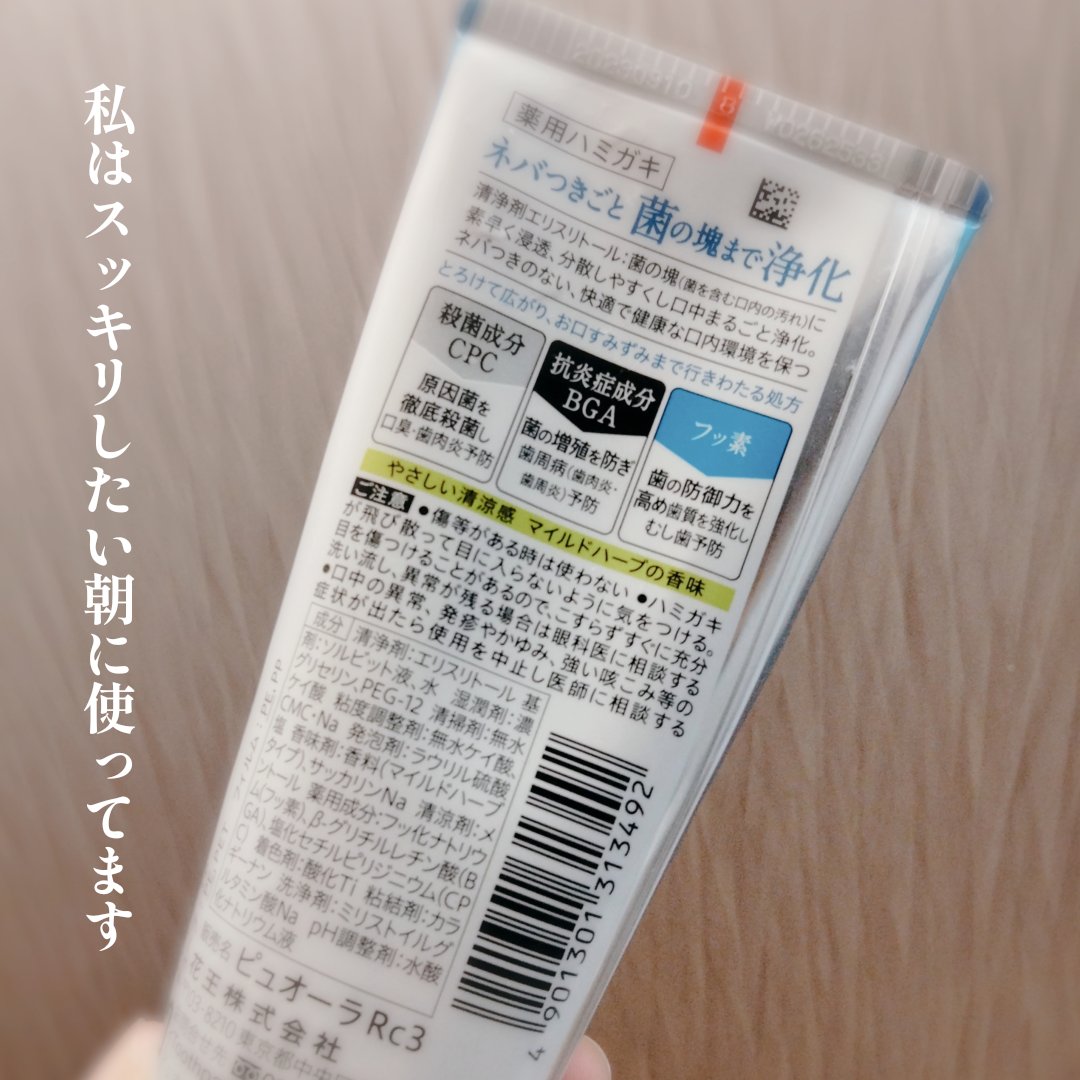 私はスッキリしたい朝に使ってます
薬用ハミガキ
ネバつきごと菌の塊まで浄化
清浄剤エリスリトール:菌の塊(菌を含む口内の汚れ)に
素早く浸透、分散しやすくし口中まるごと浄化。
ネバつきのない、快適で健康な口内環境を保つ
とろけて広がり、お口すみずみまで行きわたる処方
殺菌成分
CPC
原因菌を
徹底殺菌し
口臭・歯肉炎予防
抗炎症成分
BGA
菌の増殖を防ぎ
歯周病(歯肉炎・
歯周炎)予防
フッ素
歯の防御力を
高め歯質を強化し
むし歯予防
やさしい清涼感 マイルドハーブの香味
ご注意 ●傷等がある時は使わない ●ハミガキ
が飛び散って目に入らないように気をつける。
目を傷つけることがあるので、こすらずすぐに充分
洗い流し、異常が残る場合は眼科医に相談する
●口中の異常、発疹やかゆみ、強い咳こみ等の
症状が出たら使用を中止し医師に相談する
成分 清浄剤:エリスリトール 基
剤:ソルビット液、水 湿潤剤:濃
グリセリン、PEG-12 清掃剤:無水
ケイ酸 粘度調整剤:無水ケイ酸、
CMC・Na 発泡剤:ラウリル硫酸
塩 香味剤:香料(マイルドハーブ
タイプ)、サッカリンNa 清涼剤:メ
ントール 薬用成分:フッ化ナトリウ
ム(フッ素)、β-グリチルレチン酸(B
GA)、塩化セチルピリジニウム(CP
C) 着色剤:酸化Ti 粘結剤:カラ
ギーナン 洗浄剤:ミリストイルグ
ルタミン酸Na pH調整剤:水酸
化ナトリウム液
販売名 ピュオーラRc3
花王株式会社
03-8210 東京都中央
4 901301 313492